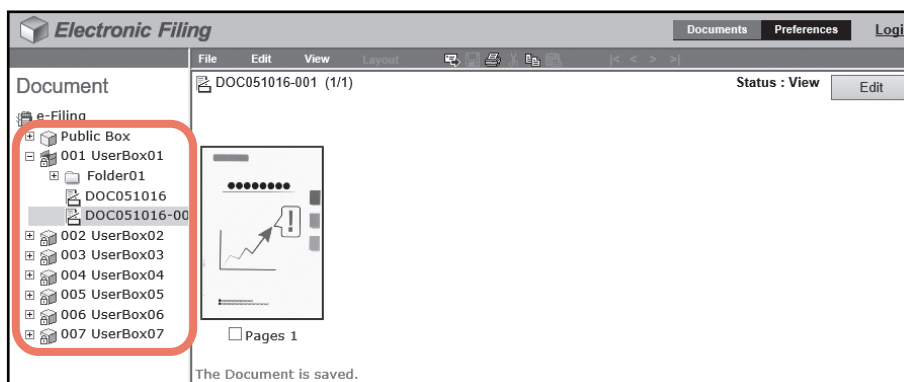 Electronic Filing
Documents Preferences Logi
File Edit View Layout
Document
DOC051016-001 (1/1)
Status : View
Edit
e-Filing
Public Box
001 UserBox01
Folder01
DOC051016
DOC051016-00
002 UserBox02
003 UserBox03
004 UserBox04
005 UserBox05
006 UserBox06
007 UserBox07
!
Pages 1
The Document is saved.